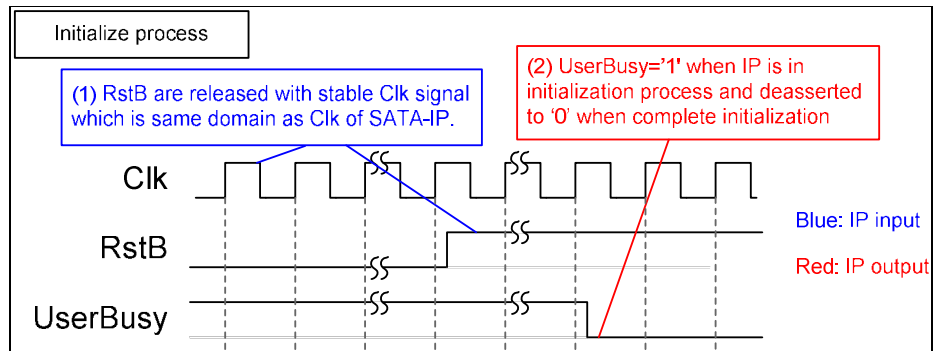 Initialize process
(1) RstB are released with stable Clk signal
which is same domain as Clk of SATA-IP.
(2) UserBusy='1' when IP is in
initialization process and deasserted
to ‘0’ when complete initialization
Clk
RstB
UserBusy
Blue: IP input
Red: IP output